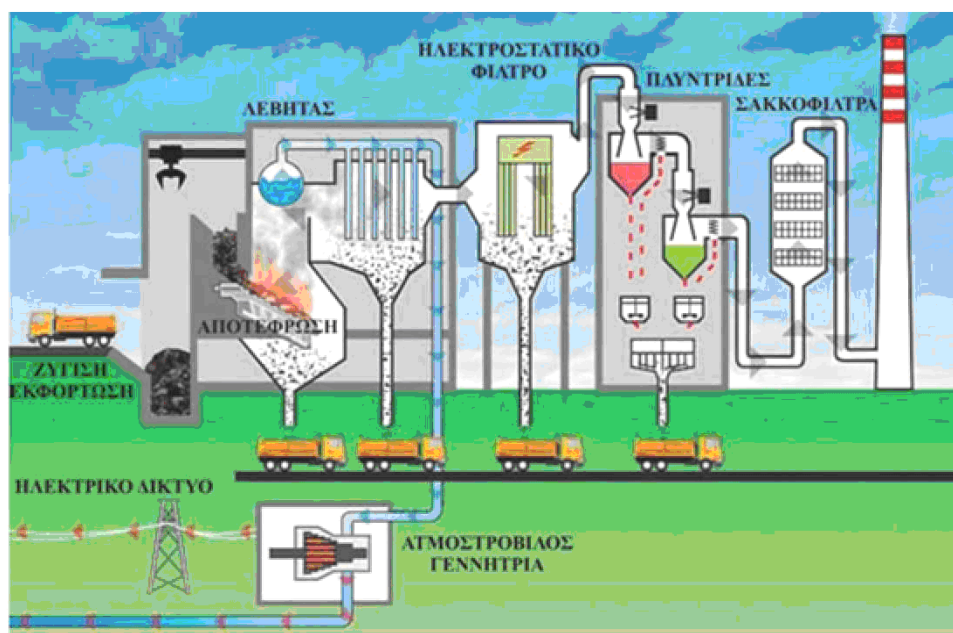 ΗΛΕΚΤΡΟΣΤΑΤΙΚΟ
ΦΙΛΤΡΟ
ΠΛΥΝΤΡΙΔΕΣ
ΛΕΒΗΤΑΣ
ΣΑΚΚΟΦΙΛΤΡΑ
ΑΠΟΤΕΦΡΩΣΗ
ΖΥΓΙΣΗ
ΕΚΦΟΡΤΩΣΗ
ΗΛΕΚΤΡΙΚΟ ΔΙΚΤΥΟ
ΑΤΜΟΣΤΡΟΒΙΛΟΣ
ΓΕΝΝΗΤΡΙΑ